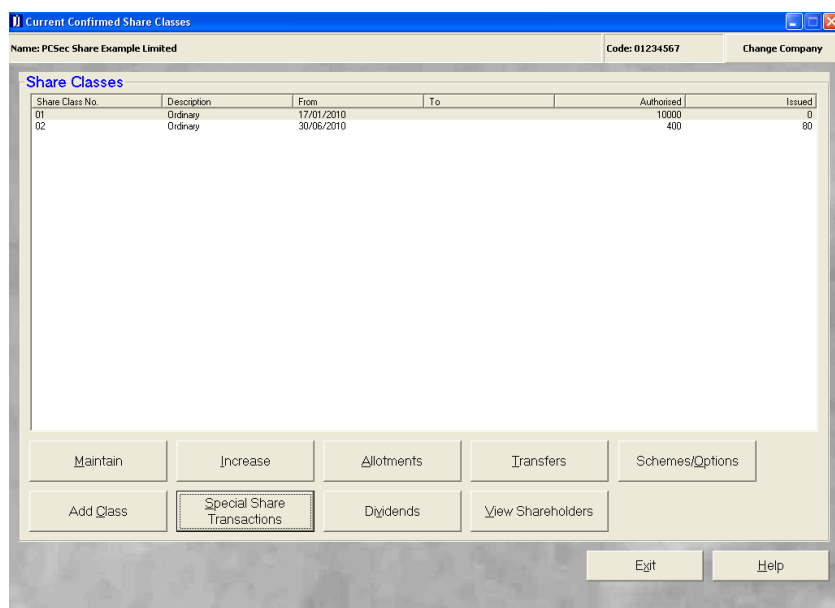 Current Confirmed Share Classes
Name: PCSec Share Example Limited Code: 01234567 Change Company
Share Classes
Share Class No. Description From To Authorised Issued
01 Ordinary 17/01/2010 10000 0
02 Ordinary 30/06/2010 400 80
Maintain Increase Allotments Transfers Schemes/Options
Add Class Special Share Transactions Dividends View Shareholders
Exit Help